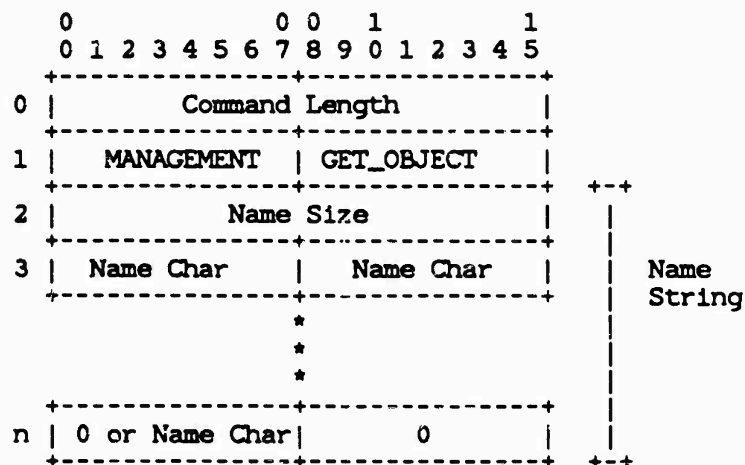 0 0 0 1 1
0 1 2 3 4 5 6 7 8 9 0 1 2 3 4 5
+---------------+---------------+
0 | Command Length |
+---------------+---------------+
1 | MANAGEMENT | GET_OBJECT |
+---------------+---------------+ +-+
2 | Name Size | |
+---------------+---------------+ |
3 | Name Char | Name Char | | Name
+---------------+---------------+ | String
* |
* |
* |
+---------------+---------------+ |
n | 0 or Name Char| 0 | |
+---------------+---------------+ +-+